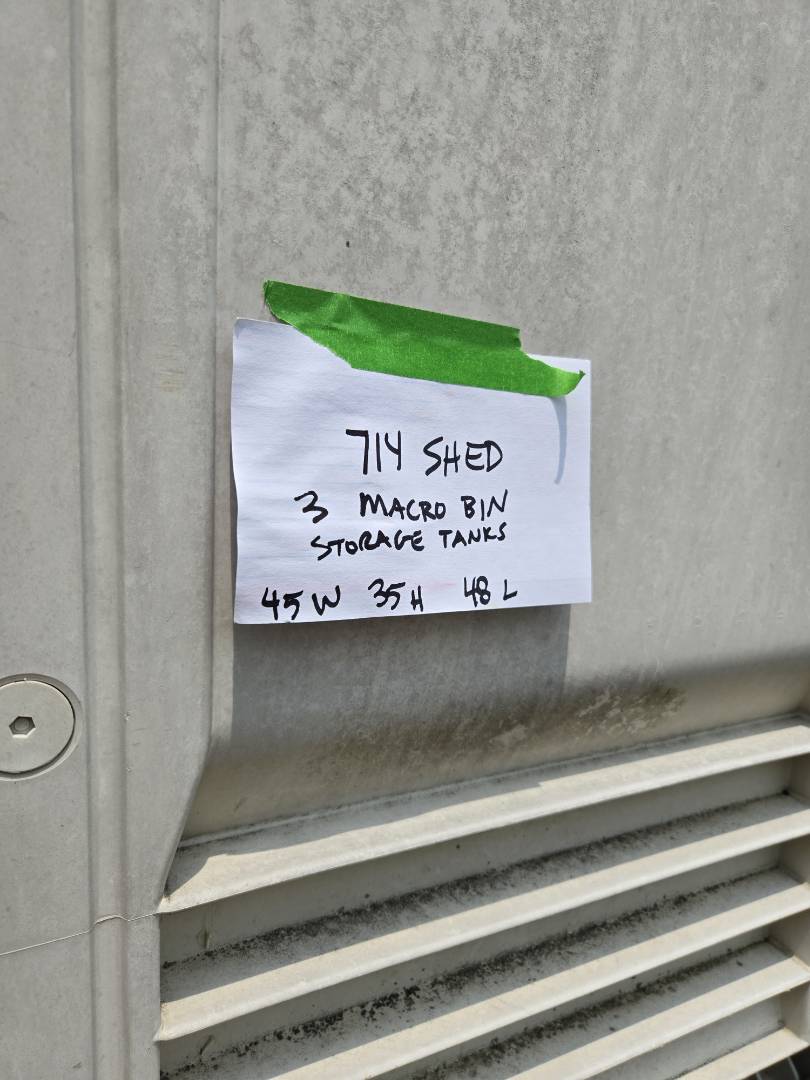 714 SHED
3 MACRO BIN
STORAGE TANKS
45 W 35 H 48 L